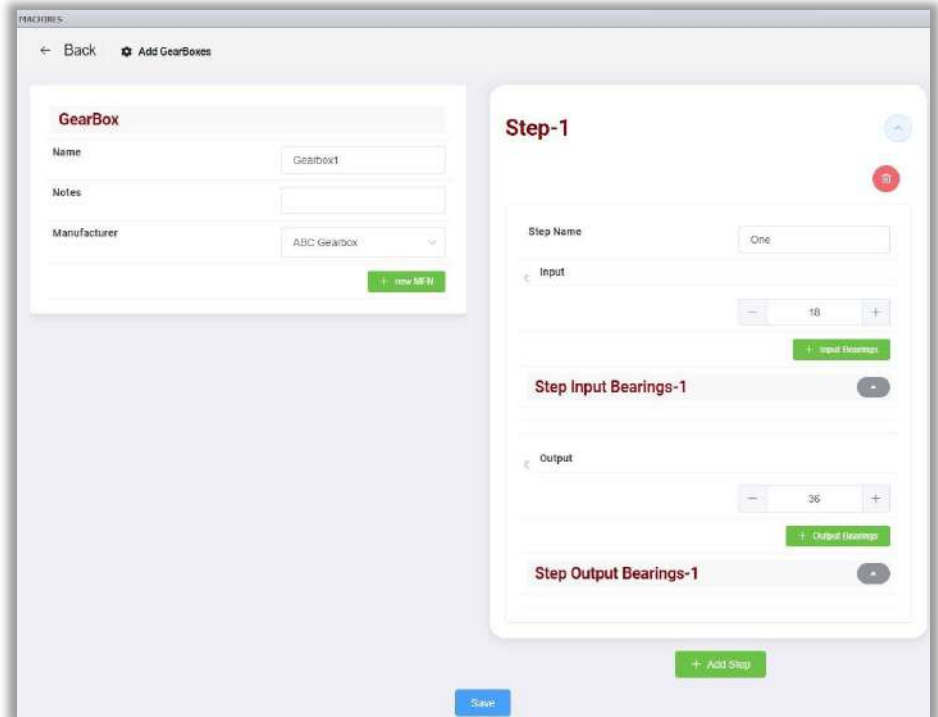 MACHINES
← Back Add GearBoxes
GearBox
Name Gearbox1
Notes
Manufacturer ABC Gearbox
+ new MFN
Step-1
Step Name One
Input
− 18 +
+ Input Bearings
Step Input Bearings-1
Output
− 36 +
+ Output Bearings
Step Output Bearings-1
+ Add Step
Save